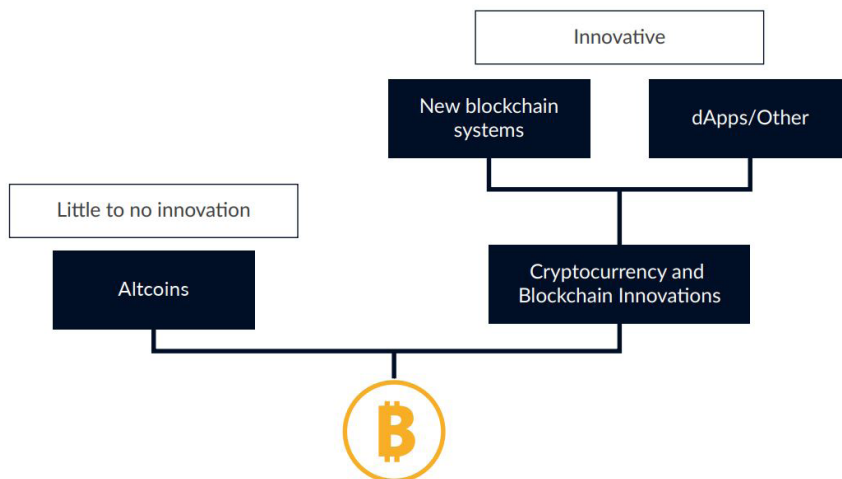 Innovative
New blockchain
systems
dApps/Other
Little to no innovation
Altcoins
Cryptocurrency and
Blockchain Innovations